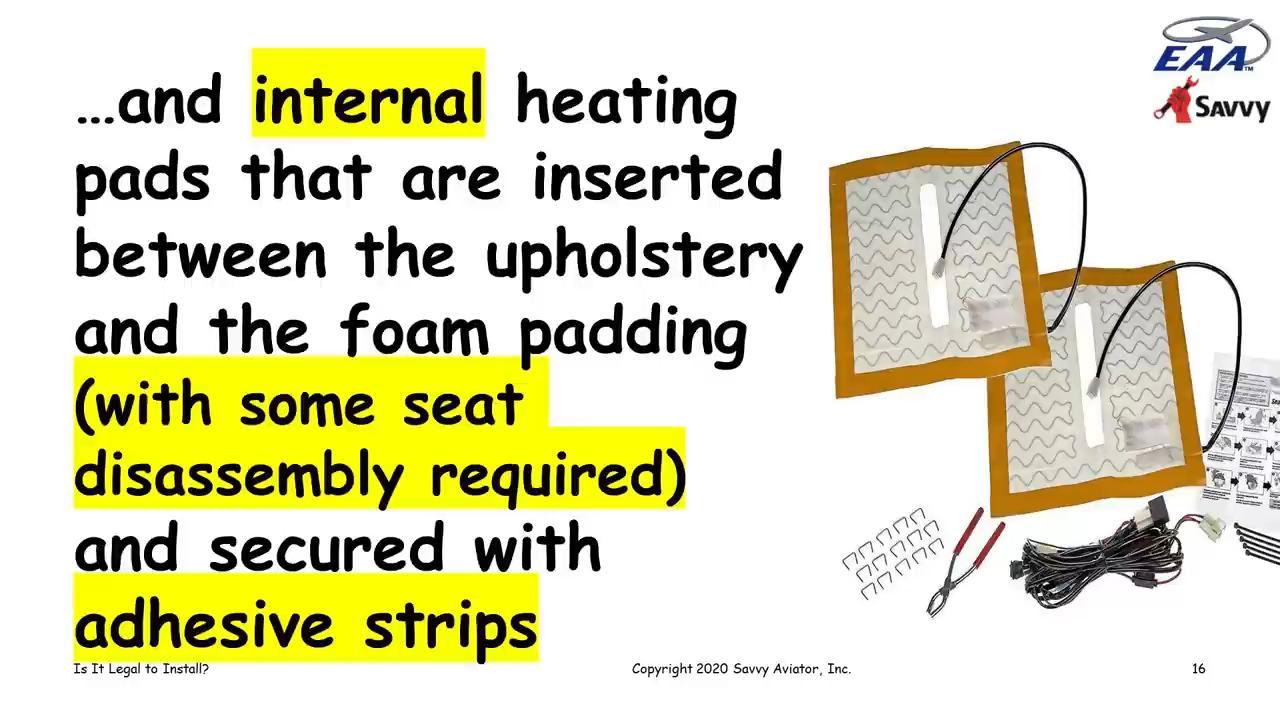 EAA™
Savvy
…and internal heating
pads that are inserted
between the upholstery
and the foam padding
(with some seat
disassembly required)
and secured with
adhesive strips
Is It Legal to Install?
Copyright 2020 Savvy Aviator, Inc.
16